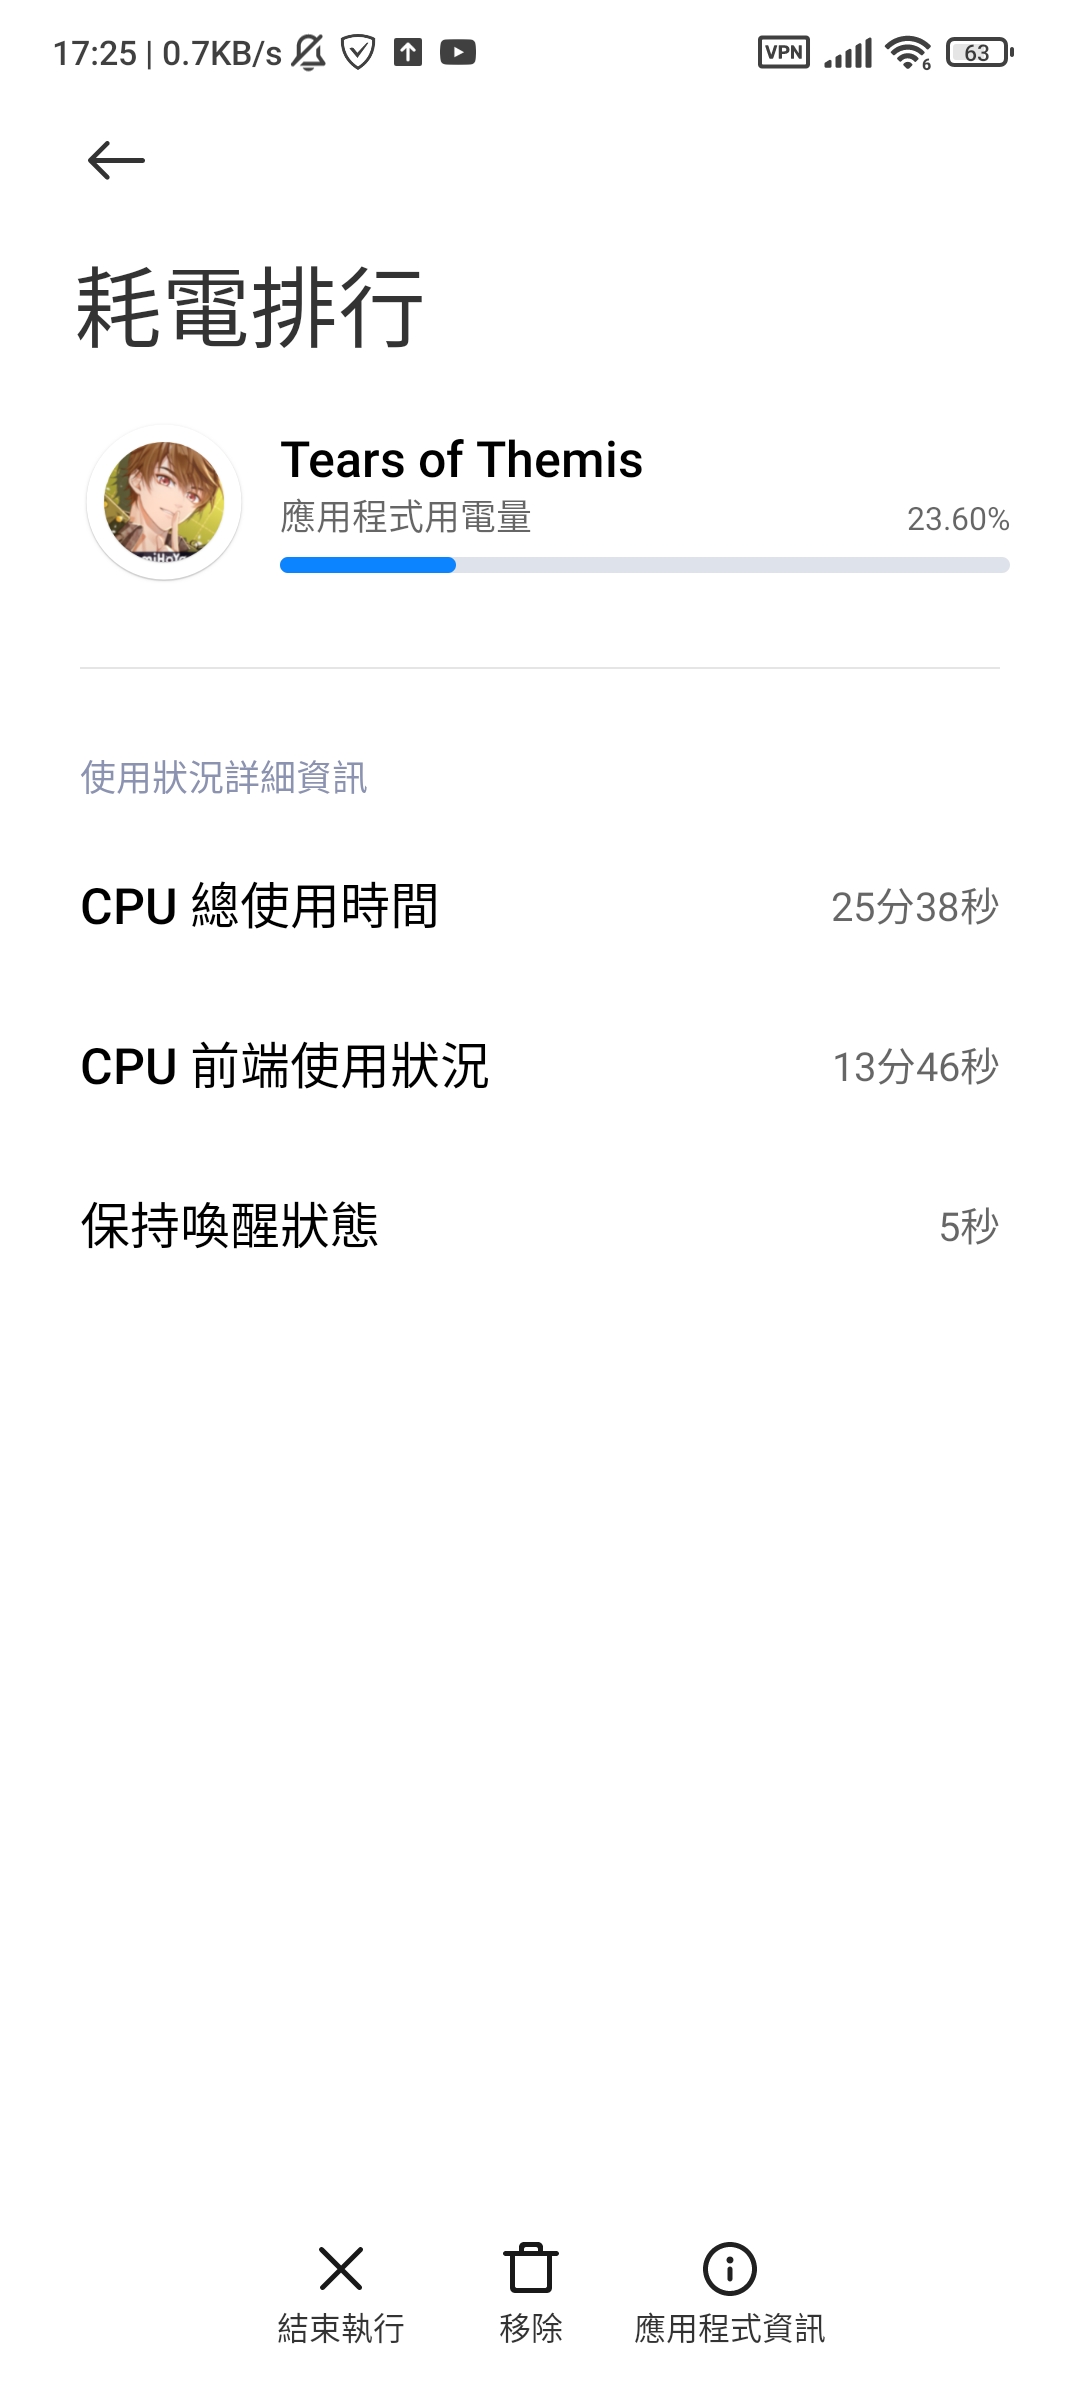 17:25 | 0.7KB/s
VPN
6
63
耗電排行
Tears of Themis
應用程式用電量
23.60%
miHoYo
使用狀況詳細資訊
CPU 總使用時間
25分38秒
CPU 前端使用狀況
13分46秒
保持喚醒狀態
5秒
結束執行
移除
應用程式資訊